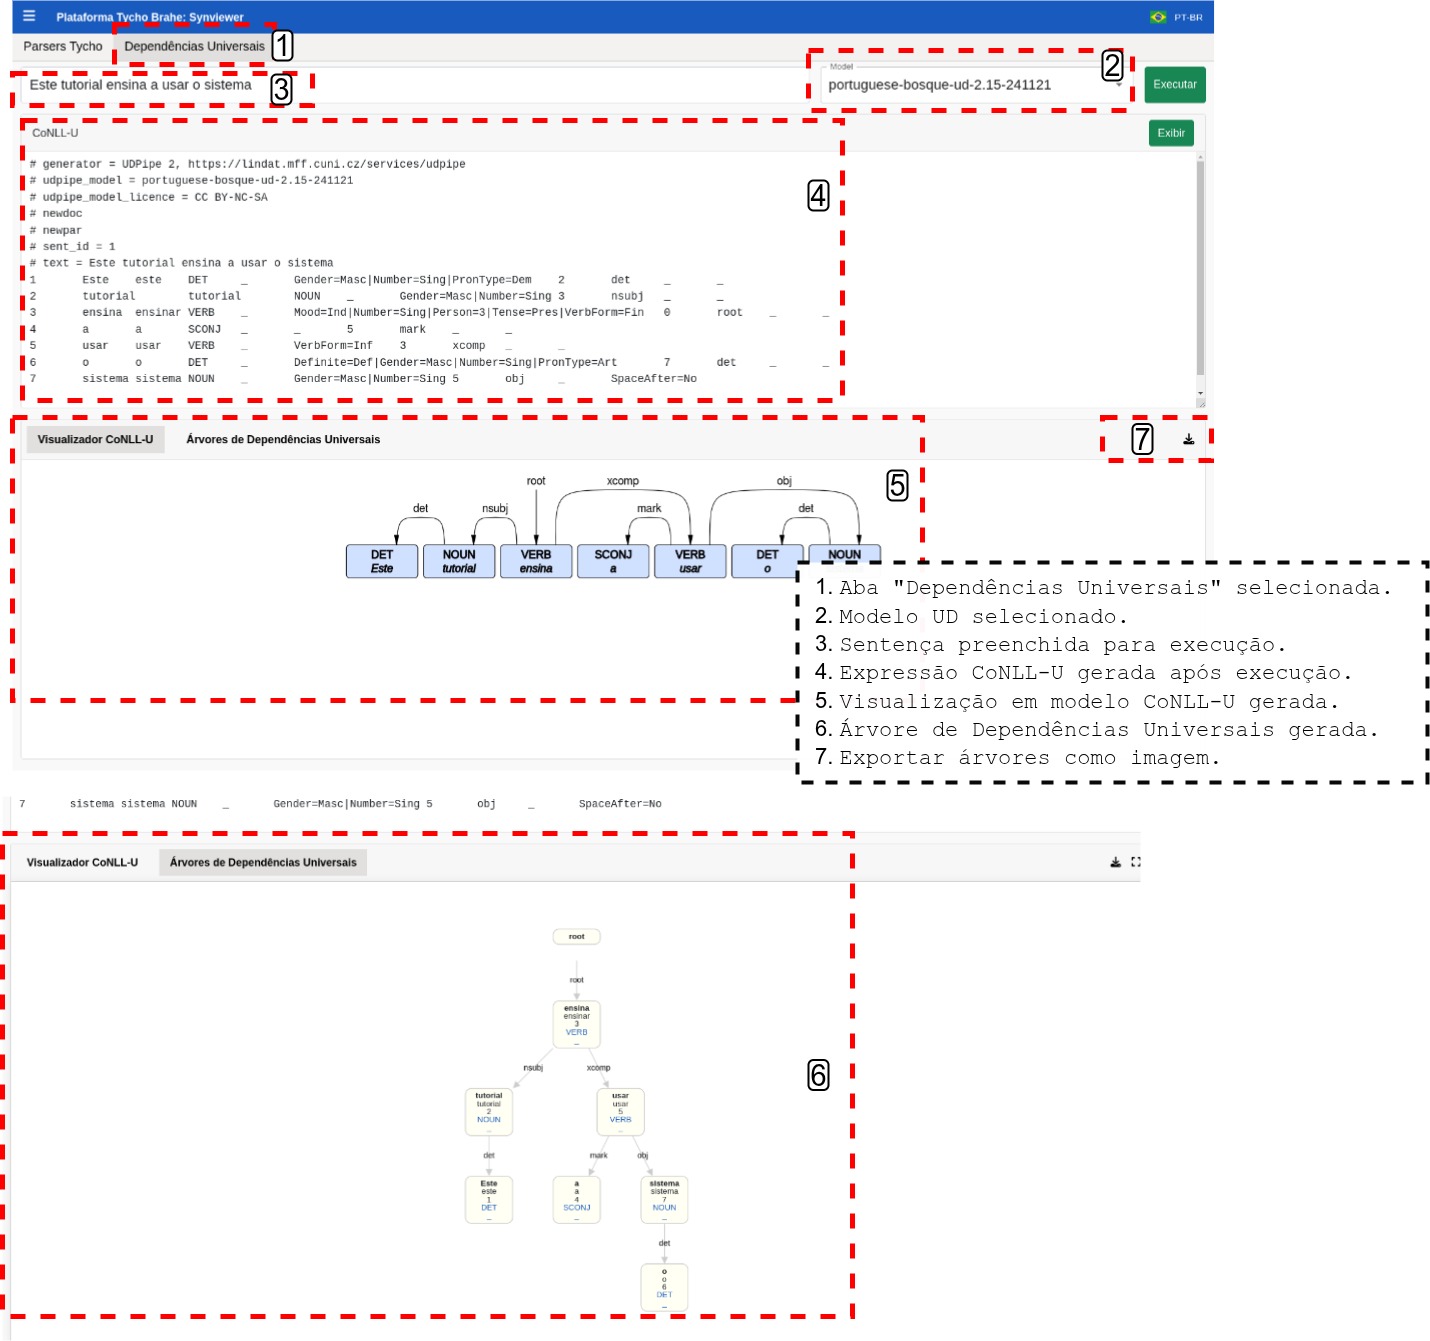 Plataforma Tycho Brahe: Synviewer PT-BR
Parsers Tycho Dependências Universais 1
Este tutorial ensina a usar o sistema 3
Model
portuguese-bosque-ud-2.15-241121 2
Executar
CoNLL-U Exibir
# generator = UDPipe 2, https://lindat.mff.cuni.cz/services/udpipe
# udpipe_model = portuguese-bosque-ud-2.15-241121
# udpipe_model_licence = CC BY-NC-SA
# newdoc
# newpar
# sent_id = 1
# text = Este tutorial ensina a usar o sistema
1 Este este DET _ Gender=Masc|Number=Sing|PronType=Dem 2 det _ _
2 tutorial tutorial NOUN _ Gender=Masc|Number=Sing 3 nsubj _ _
3 ensina ensinar VERB _ Mood=Ind|Number=Sing|Person=3|Tense=Pres|VerbForm=Fin 0 root _ _
4 a a SCONJ _ _ 5 mark _ _
5 usar usar VERB _ VerbForm=Inf 3 xcomp _ _
6 o o DET _ Definite=Def|Gender=Masc|Number=Sing|PronType=Art 7 det _ _
7 sistema sistema NOUN _ Gender=Masc|Number=Sing 5 obj _ SpaceAfter=No
4
Visualizador CoNLL-U Árvores de Dependências Universais 7
5
root xcomp obj
det nsubj mark det
DET NOUN VERB SCONJ VERB DET NOUN
Este tutorial ensina a usar o
1. Aba "Dependências Universais" selecionada.
2. Modelo UD selecionado.
3. Sentença preenchida para execução.
4. Expressão CoNLL-U gerada após execução.
5. Visualização em modelo CoNLL-U gerada.
6. Árvore de Dependências Universais gerada.
7. Exportar árvores como imagem.
7 sistema sistema NOUN _ Gender=Masc|Number=Sing 5 obj _ SpaceAfter=No
Visualizador CoNLL-U Árvores de Dependências Universais
root
root
ensina
ensinar
3
VERB
_
nsubj xcomp
6
tutorial usar
tutorial usar
2 5
NOUN VERB
_ _
det mark obj
Este a sistema
este a sistema
1 4 7
DET SCONJ NOUN
_ _ _
det
o
o
6
DET
_